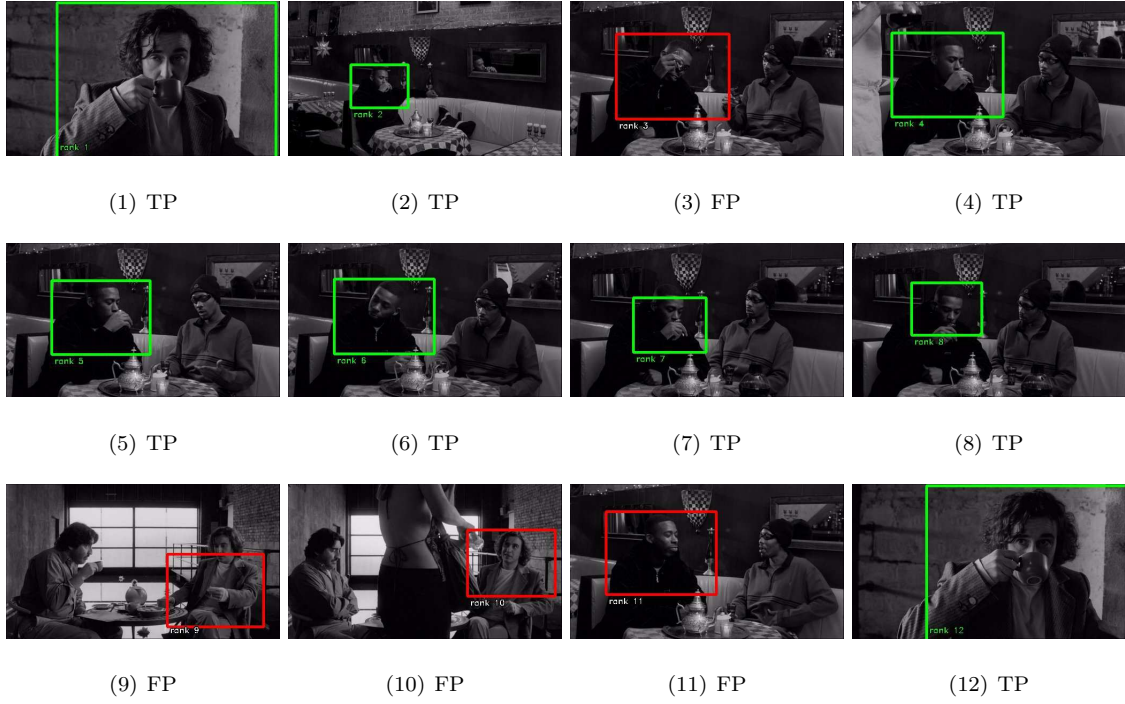 rank 1
rank 2
rank 3
rank 4
(1) TP
(2) TP
(3) FP
(4) TP
rank 5
rank 6
rank 7
rank 8
(5) TP
(6) TP
(7) TP
(8) TP
rank 9
rank 10
rank 11
rank 12
(9) FP
(10) FP
(11) FP
(12) TP